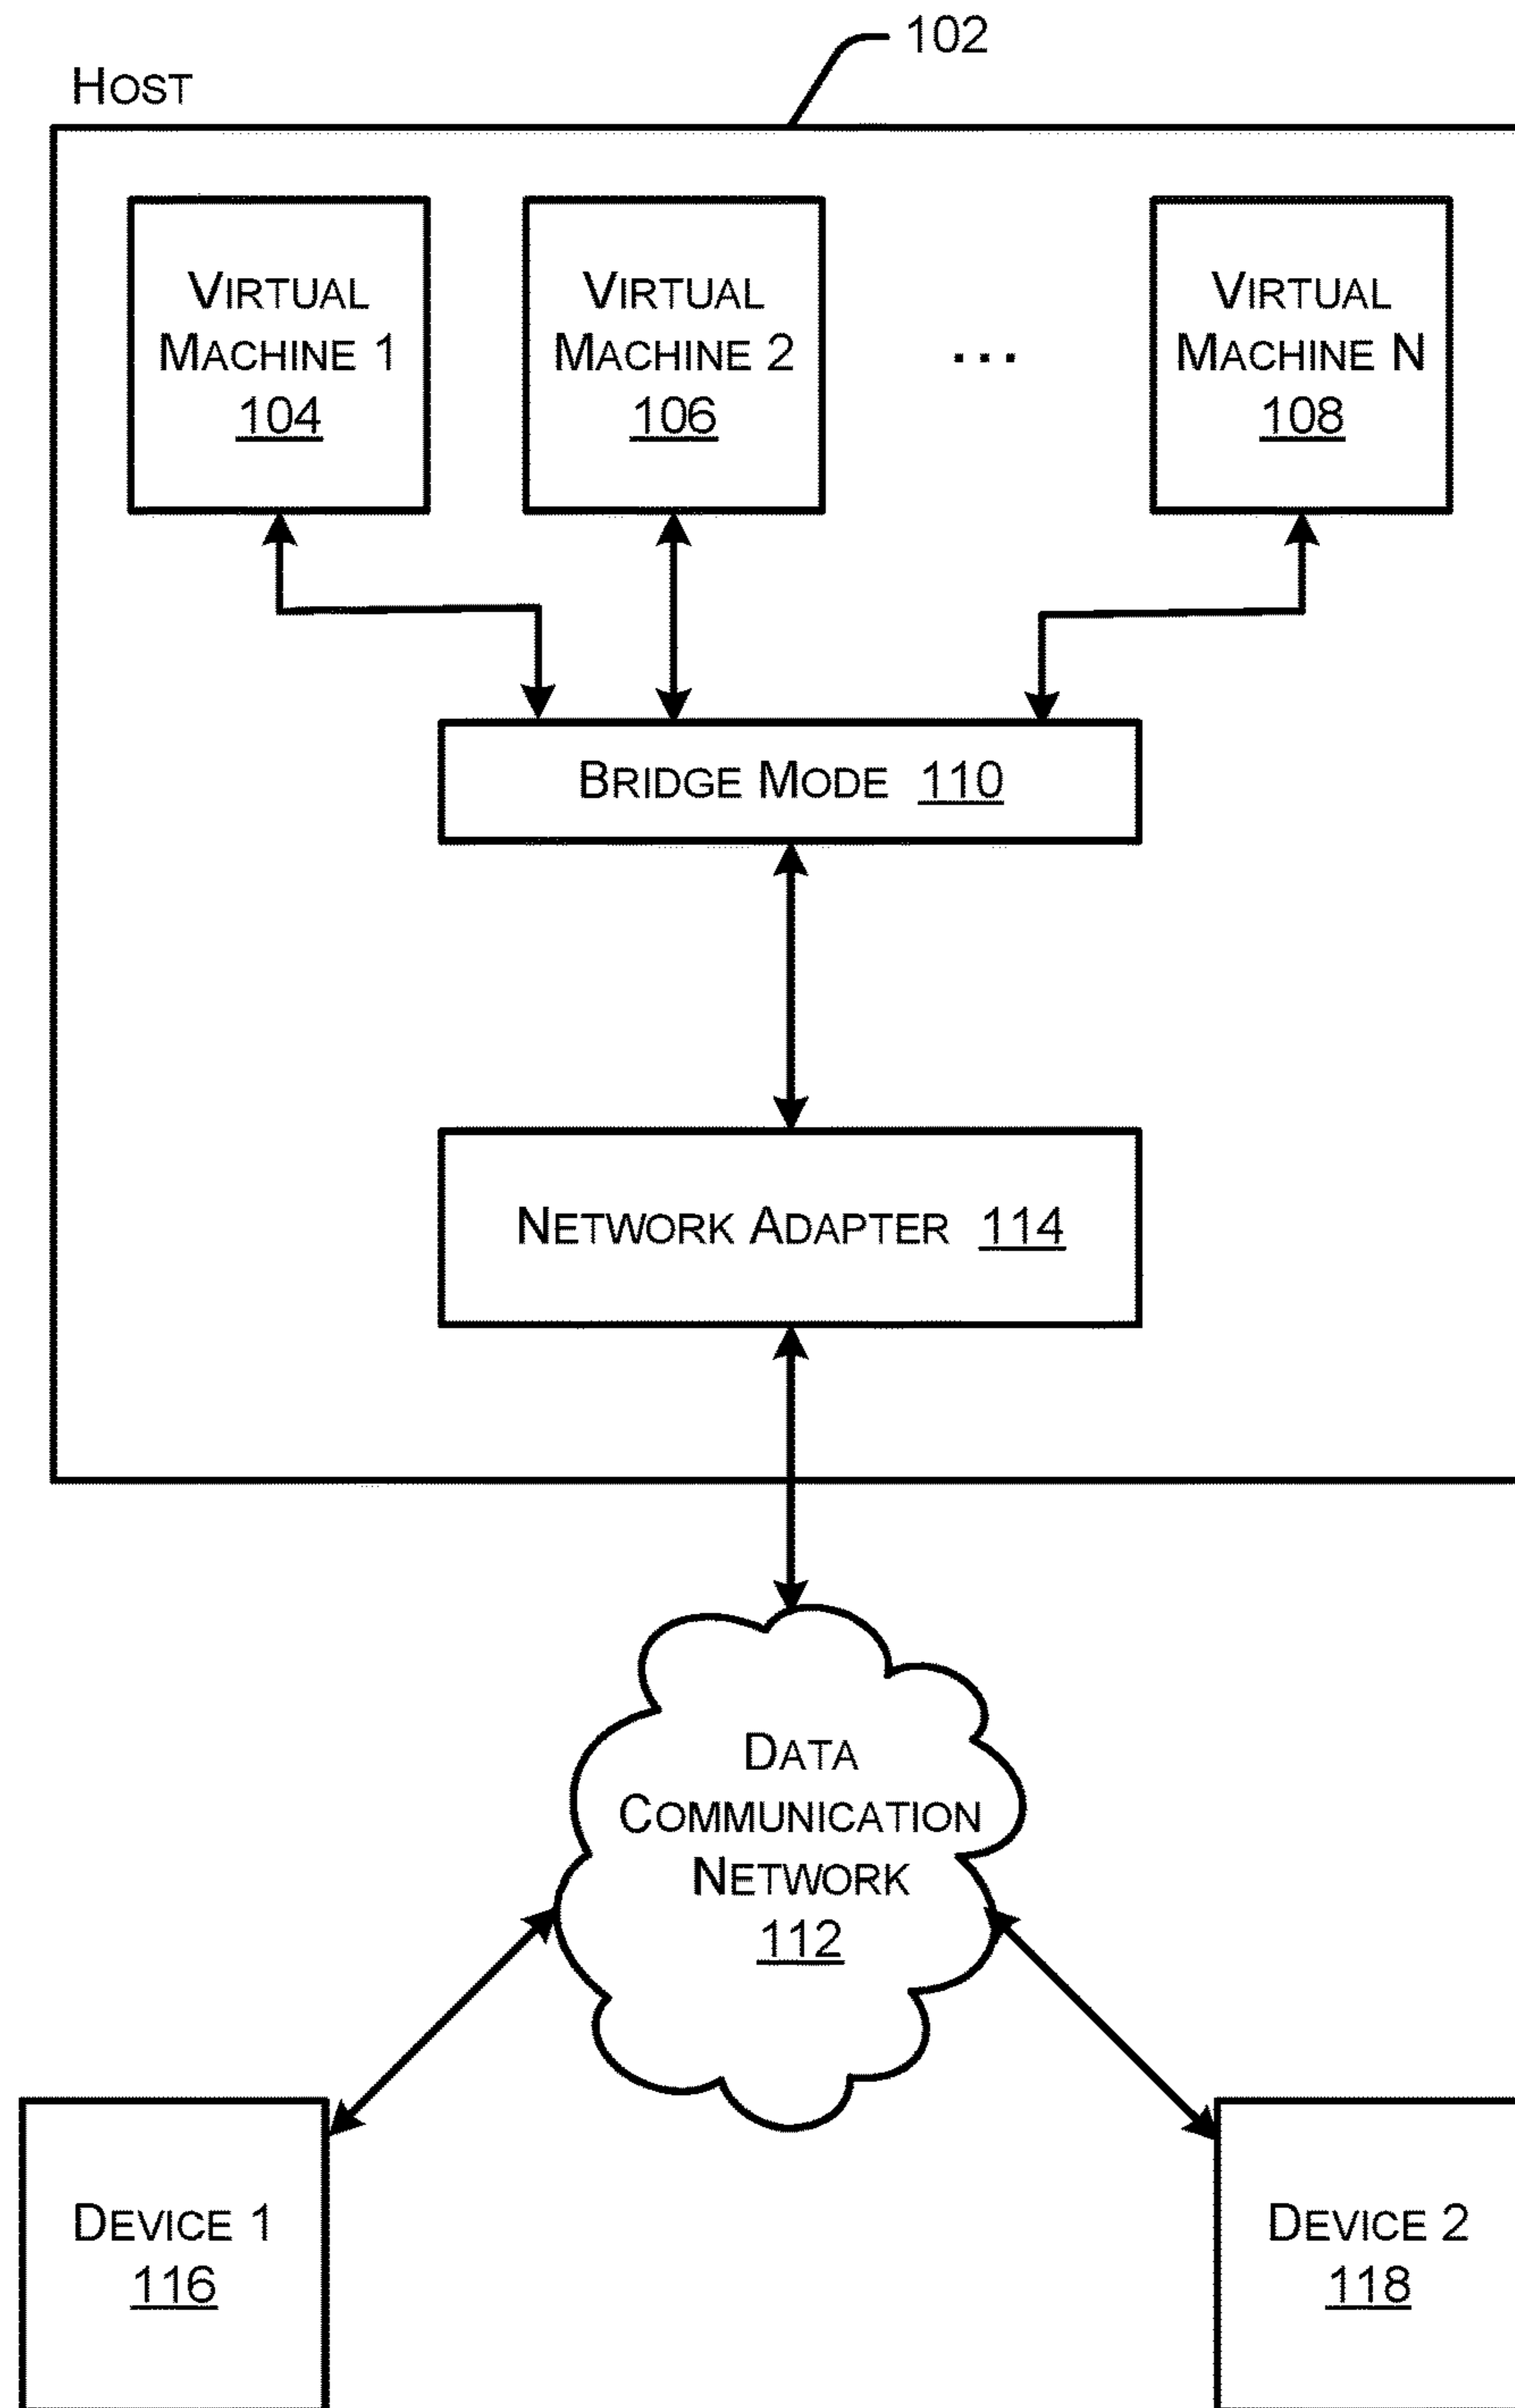 102
HOST
VIRTUAL
MACHINE 1
104
VIRTUAL
MACHINE 2
106
...
VIRTUAL
MACHINE N
108
BRIDGE MODE 110
NETWORK ADAPTER 114
DATA
COMMUNICATION
NETWORK
112
DEVICE 1
116
DEVICE 2
118